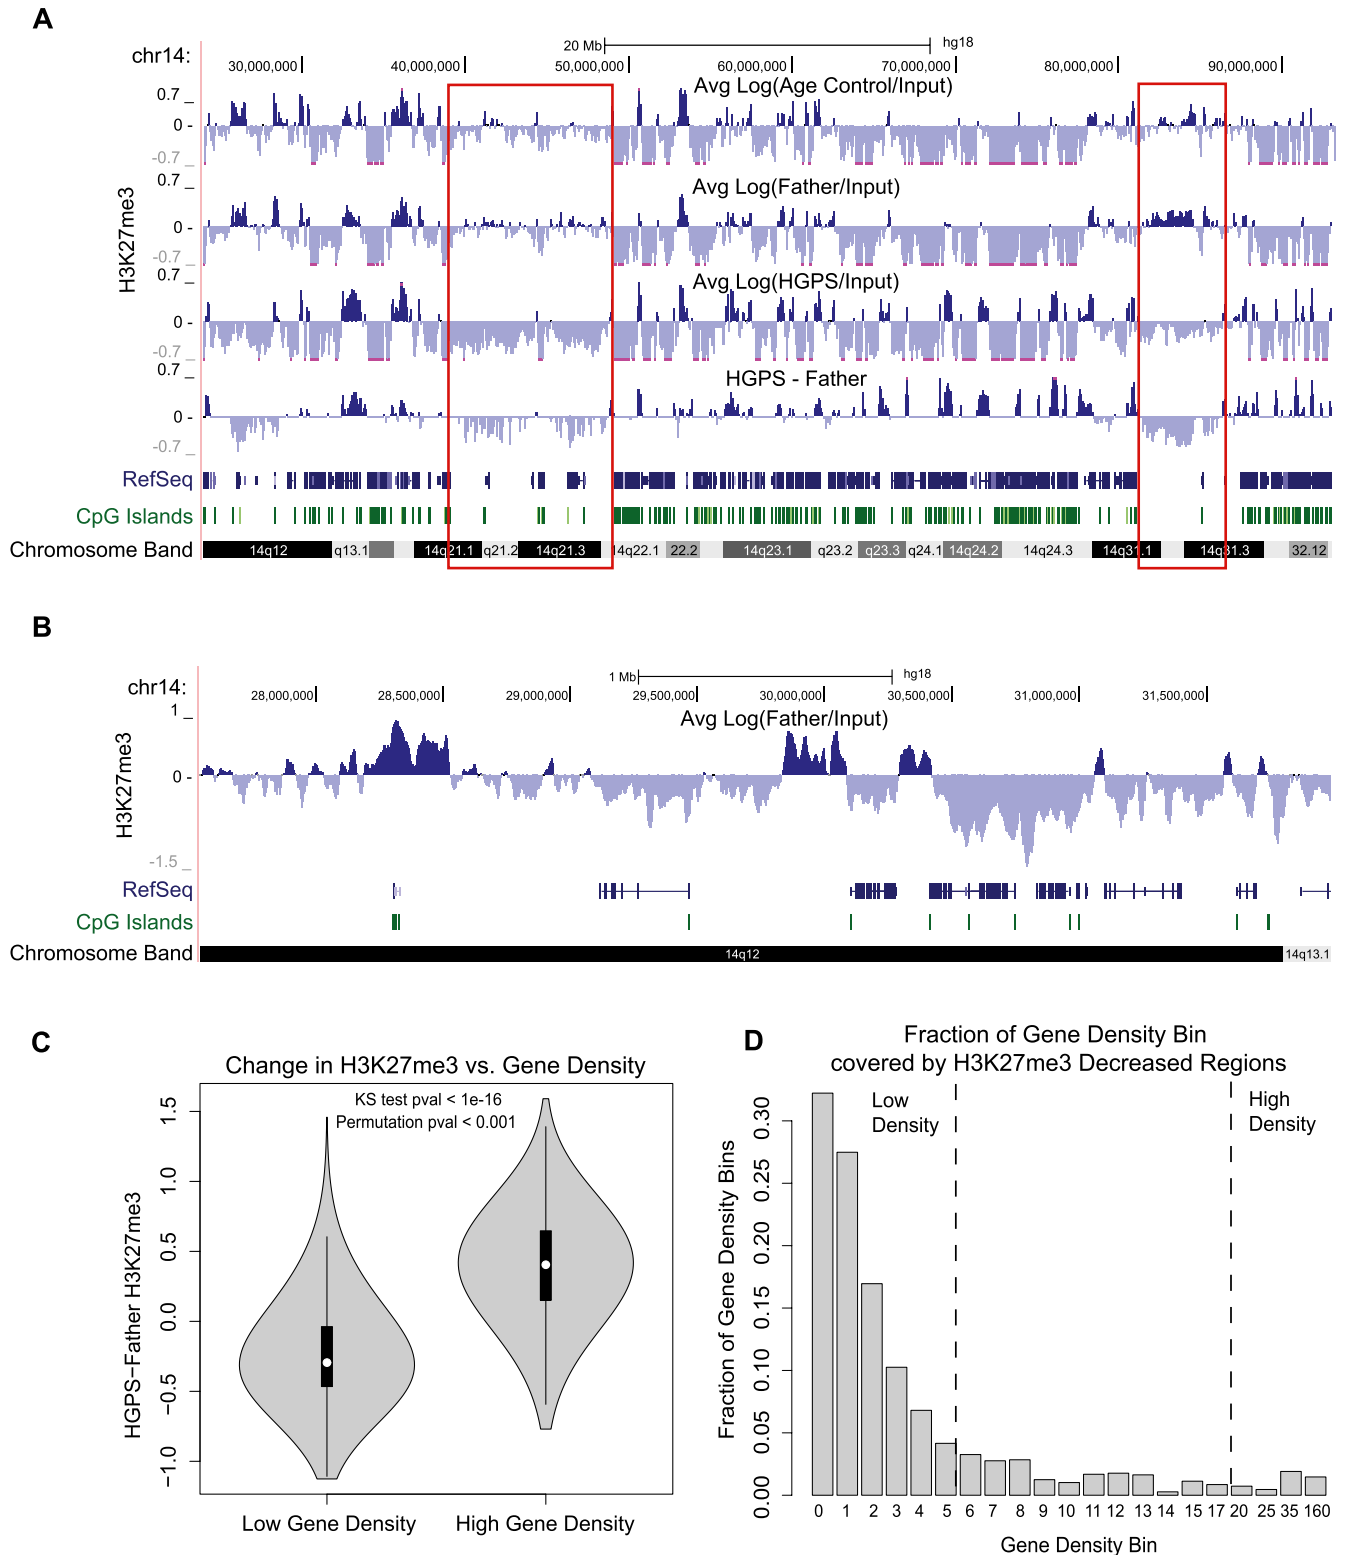 A
20 Mb hg18
chr14:
30,000,000 40,000,000 50,000,000 60,000,000 70,000,000 80,000,000 90,000,000
Avg Log(Age Control/Input)
0.7 _
0 -
-0.7 _
Avg Log(Father/Input)
0.7 _
0 -
-0.7 _
H3K27me3
Avg Log(HGPS/Input)
0.7 _
0 -
-0.7 _
HGPS - Father
0.7 _
0 -
-0.7 _
RefSeq
CpG Islands
Chromosome Band 14q12 q13.1 14q21.1 q21.2 14q21.3 14q22.1 22.2 14q23.1 q23.2 q23.3 q24.1 14q24.2 14q24.3 14q31.1 14q31.3 32.12
B
1 Mb hg18
chr14:
28,000,000 28,500,000 29,000,000 29,500,000 30,000,000 30,500,000 31,000,000 31,500,000
Avg Log(Father/Input)
1 _
0 -
-1.5 _
H3K27me3
RefSeq
CpG Islands
Chromosome Band 14q12 14q13.1
C
Change in H3K27me3 vs. Gene Density
KS test pval < 1e-16
Permutation pval < 0.001
HGPS−Father H3K27me3
1.5
1.0
0.5
0.0
−0.5
−1.0
Low Gene Density High Gene Density
D
Fraction of Gene Density Bin
covered by H3K27me3 Decreased Regions
Low
Density
High
Density
Fraction of Gene Density Bins
0.30
0.25
0.20
0.15
0.10
0.05
0.00
0 1 2 3 4 5 6 7 8 9 10 11 12 13 14 15 17 20 25 35 160
Gene Density Bin